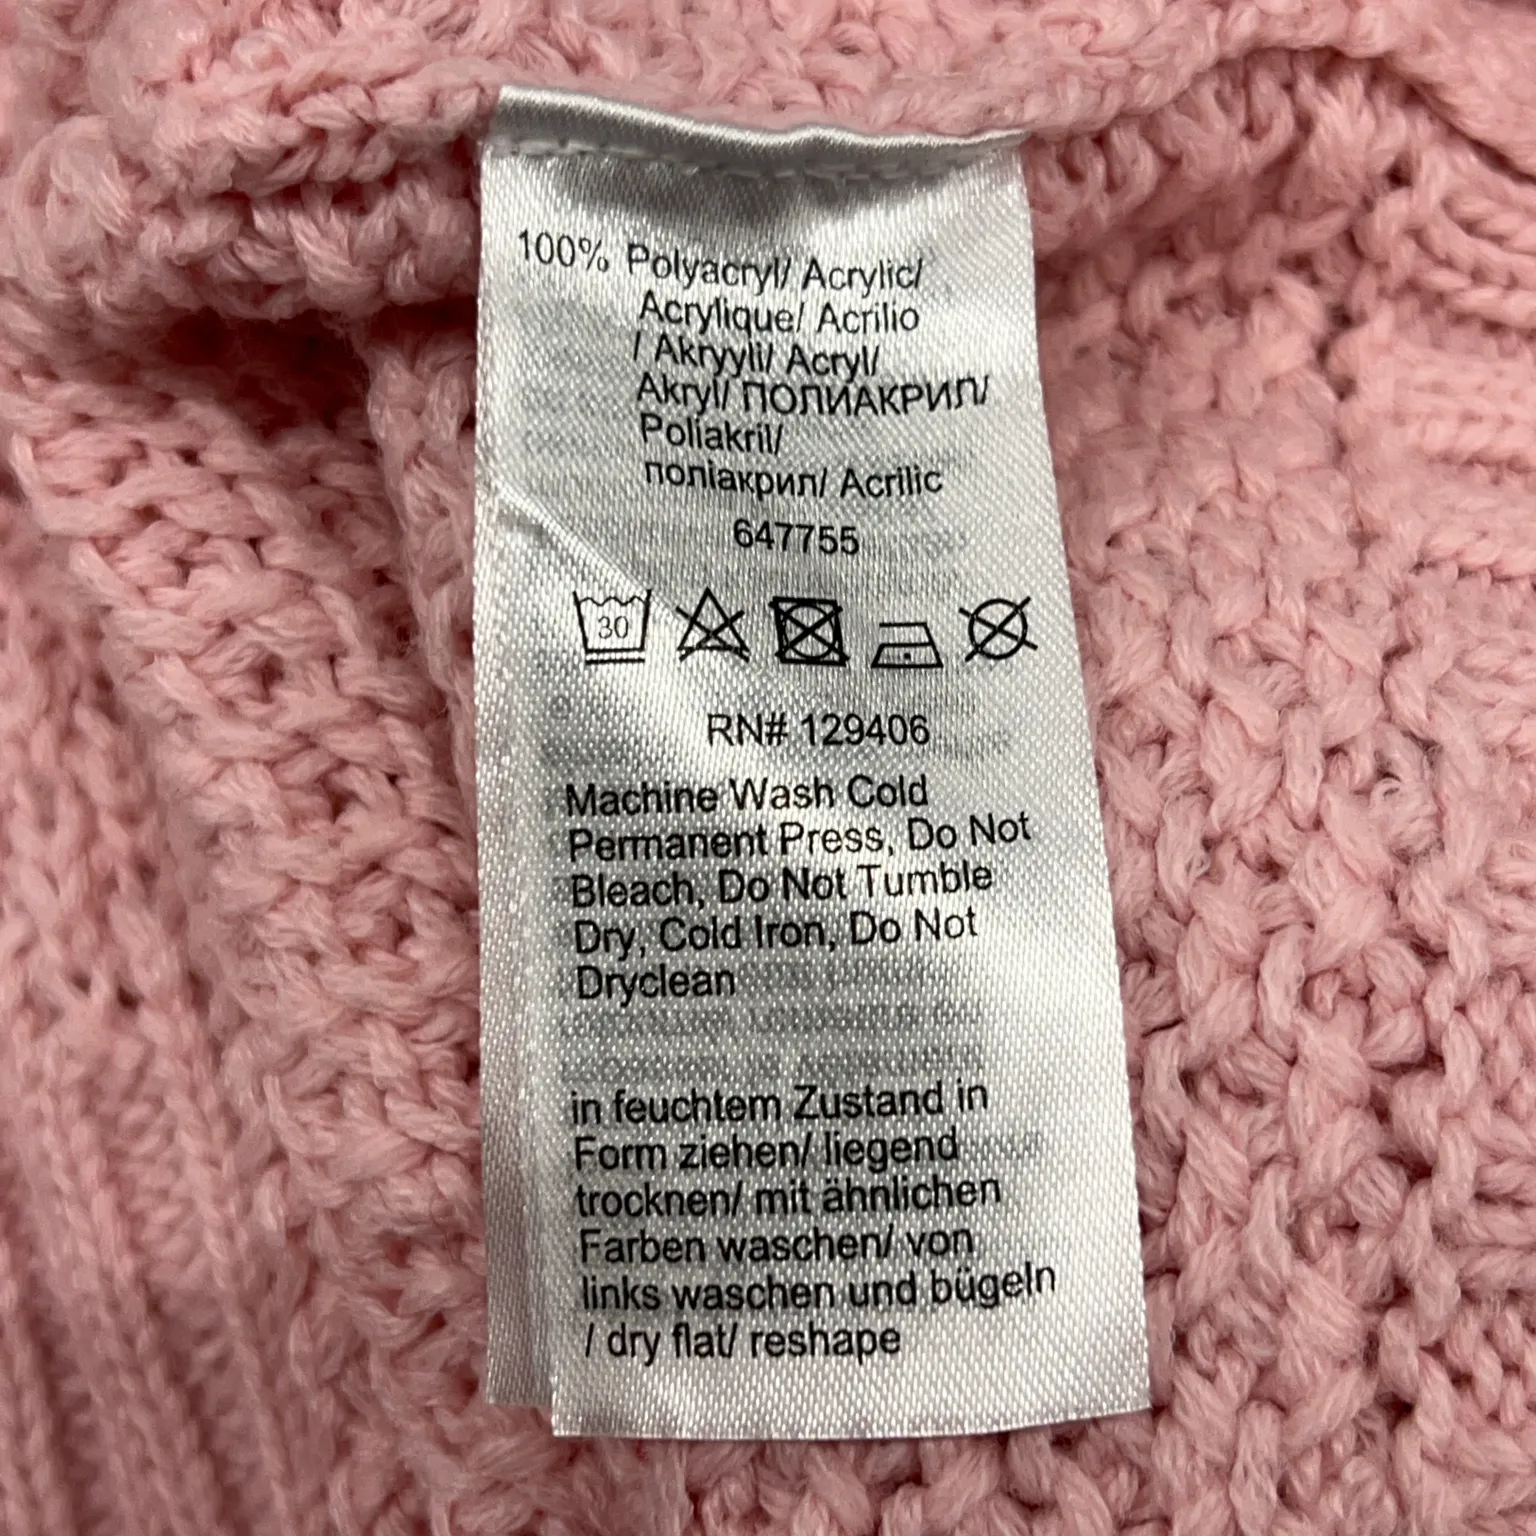 100% Polyacryl/ Acrylic/
Acrylique/ Acrilio
/ Akryyli/ Acryl/
Akryl/ ПОЛИАКРИЛ/
Poliakril/
поліакрил/ Acrilic
647755
30
RN# 129406
Machine Wash Cold
Permanent Press, Do Not
Bleach, Do Not Tumble
Dry, Cold Iron, Do Not
Dryclean
in feuchtem Zustand in
Form ziehen/ liegend
trocknen/ mit ähnlichen
Farben waschen/ von
links waschen und bügeln
/ dry flat/ reshape